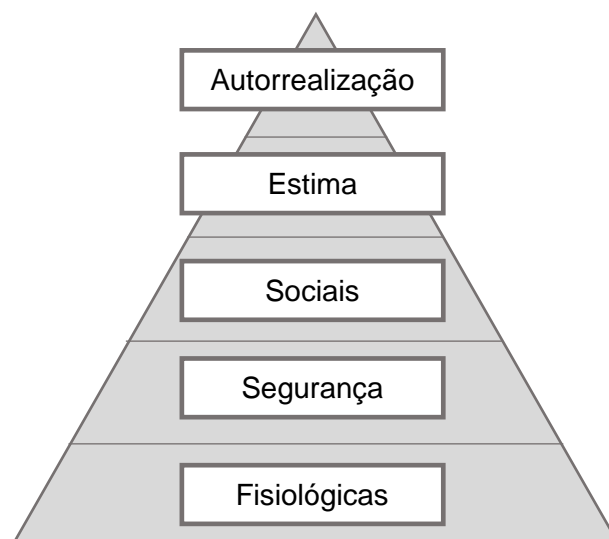 Autorrealização
Estima
Sociais
Segurança
Fisiológicas